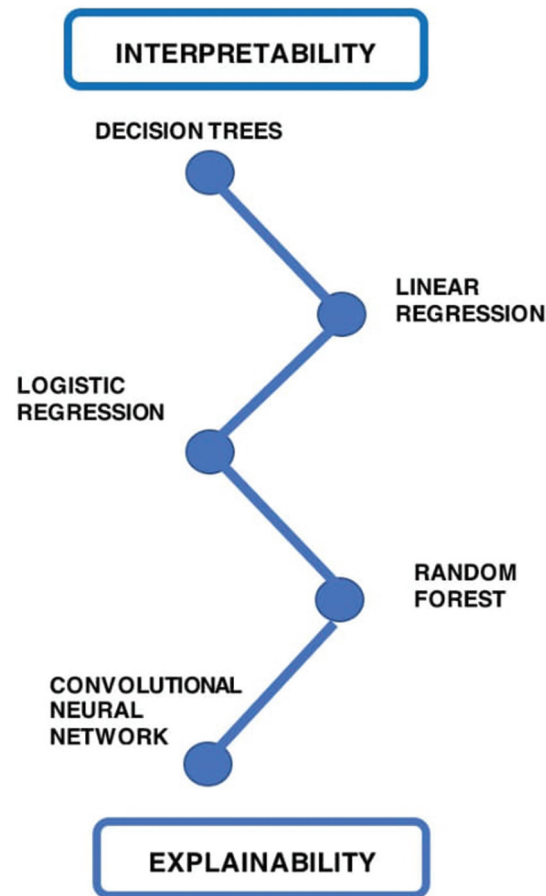 INTERPRETABILITY
DECISION TREES
LINEAR
REGRESSION
LOGISTIC
REGRESSION
RANDOM
FOREST
CONVOLUTIONAL
NEURAL
NETWORK
EXPLAINABILITY